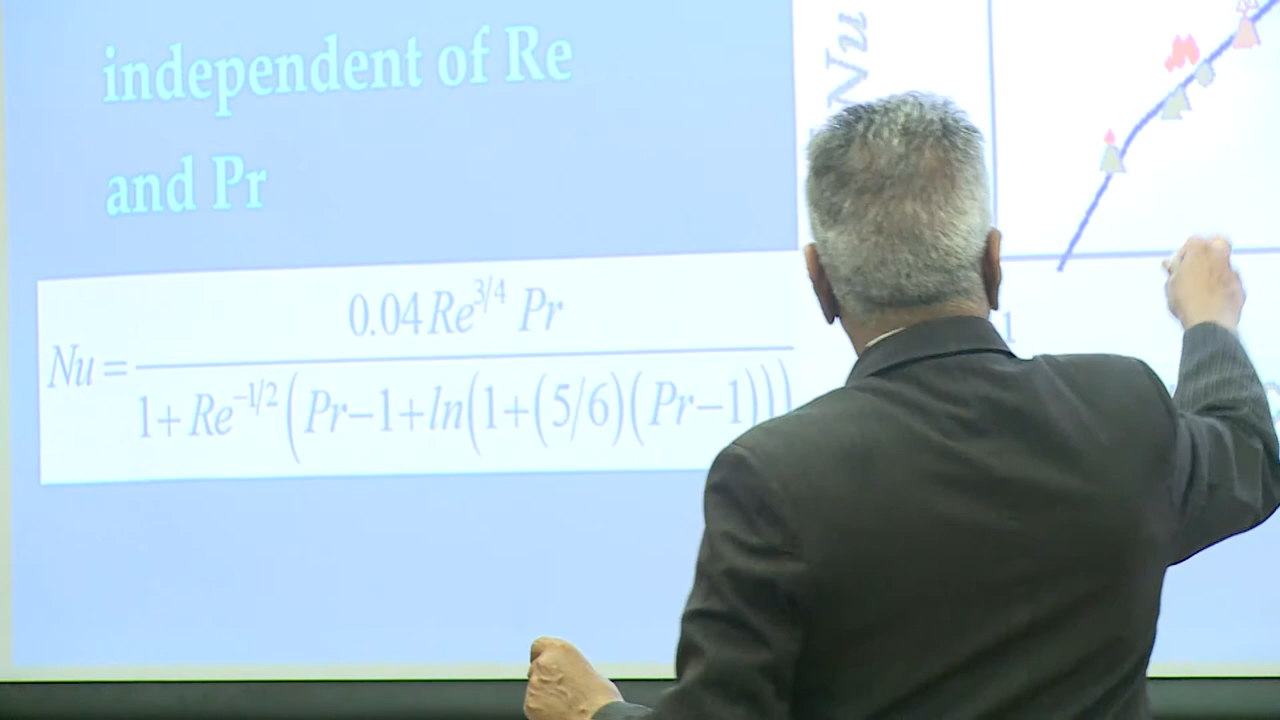 independent of Re
and Pr
Nu
Nu = \frac{0.04 Re^{3/4} Pr}{1+Re^{-1/2}(Pr-1+ln(1+(5/6)(Pr-1)))}
1